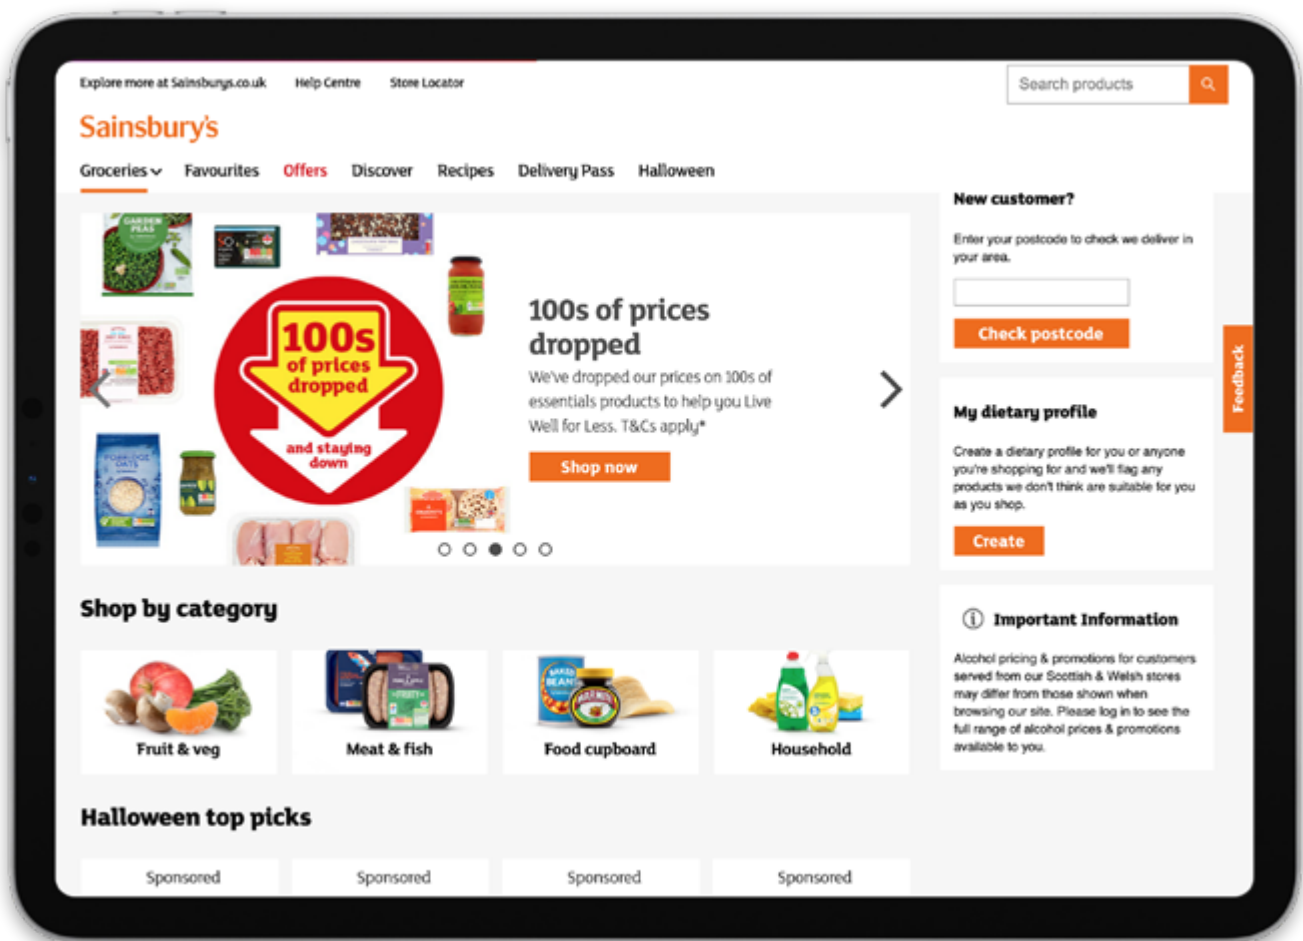 Explore more at Sainsburys.co.uk Help Centre Store Locator
Search products
Sainsbury's
Groceries Favourites Offers Discover Recipes Delivery Pass Halloween
GARDEN
PEAS
100s
of prices
dropped
and staying
down
PORRIDGE
OATS
100s of prices
dropped
We've dropped our prices on 100s of
essentials products to help you Live
Well for Less. T&Cs apply*
Shop now
New customer?
Enter your postcode to check we deliver in
your area.
Check postcode
Feedback
My dietary profile
Create a dietary profile for you or anyone
you're shopping for and we'll flag any
products we don't think are suitable for you
as you shop.
Create
Important Information
Alcohol pricing & promotions for customers
served from our Scottish & Welsh stores
may differ from those shown when
browsing our site. Please log in to see the
full range of alcohol prices & promotions
available to you.
Shop by category
FRUITY
BAKED
BEANS
MARMITE
Fruit & veg Meat & fish Food cupboard Household
Halloween top picks
Sponsored Sponsored Sponsored Sponsored